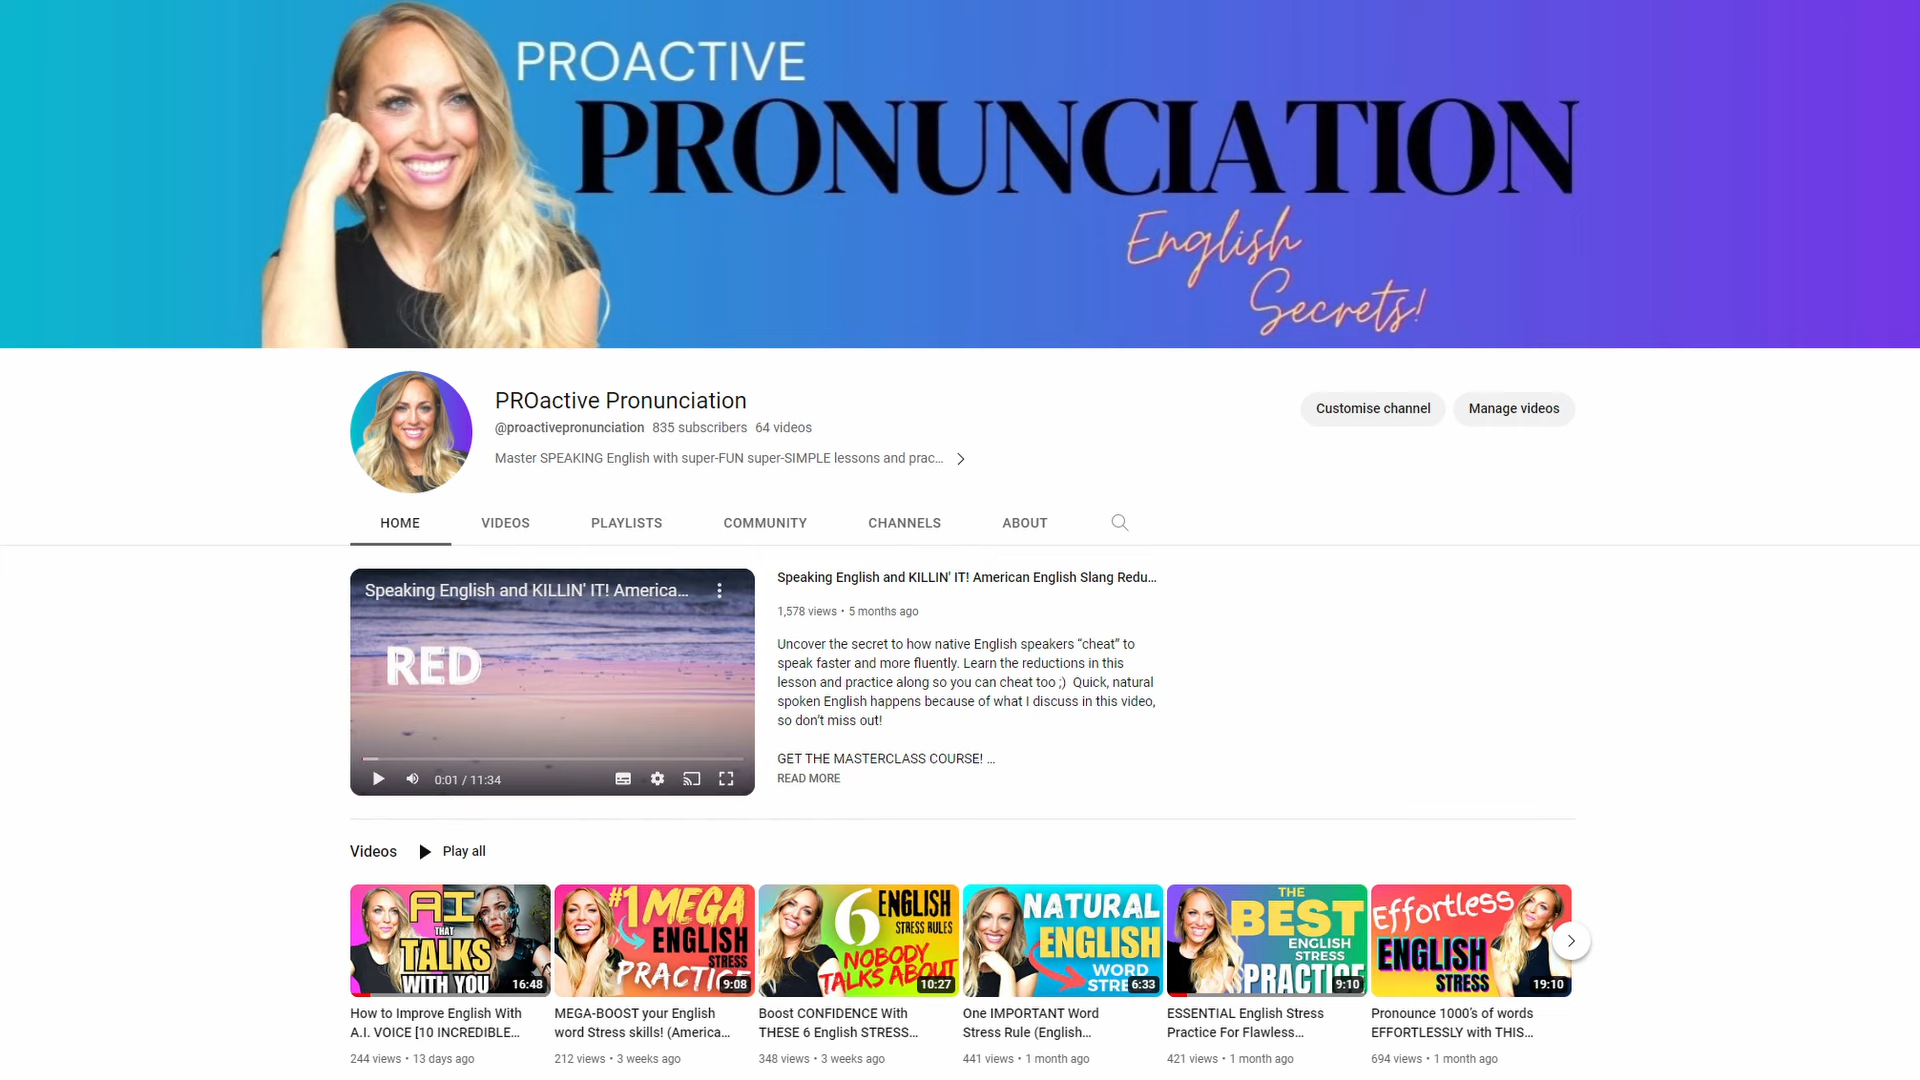 PROACTIVE
PRONUNCIATION
English
Secrets!
PROactive Pronunciation
@proactivepronunciation 835 subscribers 64 videos
Master SPEAKING English with super-FUN super-SIMPLE lessons and prac...
Customise channel
Manage videos
HOME VIDEOS PLAYLISTS COMMUNITY CHANNELS ABOUT
Speaking English and KILLIN' IT! America...
RED
0:01 / 11:34
Speaking English and KILLIN' IT! American English Slang Redu...
1,578 views • 5 months ago
Uncover the secret to how native English speakers “cheat” to
speak faster and more fluently. Learn the reductions in this
lesson and practice along so you can cheat too ;)  Quick, natural
spoken English happens because of what I discuss in this video,
so don’t miss out!
GET THE MASTERCLASS COURSE! ...
READ MORE
Videos
Play all
AI
THAT
TALKS
WITH YOU
16:48
How to Improve English With
A.I. VOICE [10 INCREDIBLE...
244 views • 13 days ago
#1 MEGA
ENGLISH
STRESS
PRACTICE
9:08
MEGA-BOOST your English
word Stress skills! (America...
212 views • 3 weeks ago
6
ENGLISH
STRESS RULES
NOBODY
TALKS ABOUT
10:27
Boost CONFIDENCE With
THESE 6 English STRESS...
348 views • 3 weeks ago
NATURAL
ENGLISH
WORD
STRE
6:33
One IMPORTANT Word
Stress Rule (English...
441 views • 1 month ago
THE
BEST
ENGLISH
STRESS
PRACTICE
9:10
ESSENTIAL English Stress
Practice For Flawless...
421 views • 1 month ago
Effortless
ENGLISH
STRESS
19:10
Pronounce 1000’s of words
EFFORTLESSLY with THIS...
694 views • 1 month ago